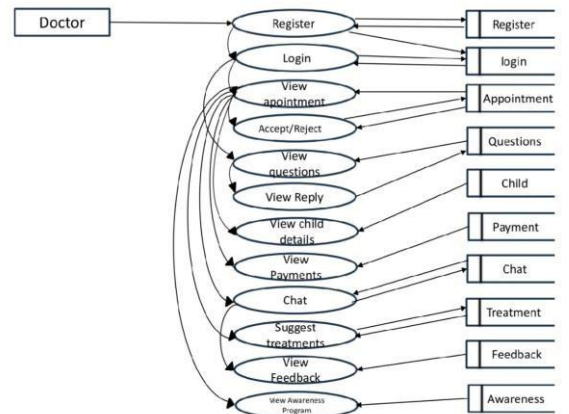 Doctor
Register
Register
Login
login
View
apointment
Appointment
Accept/Reject
Questions
View
questions
View Reply
Child
View child
details
Payment
View
Payments
Chat
Chat
Suggest
treatments
Treatment
View
Feedback
Feedback
View Awareness
Program
Awareness